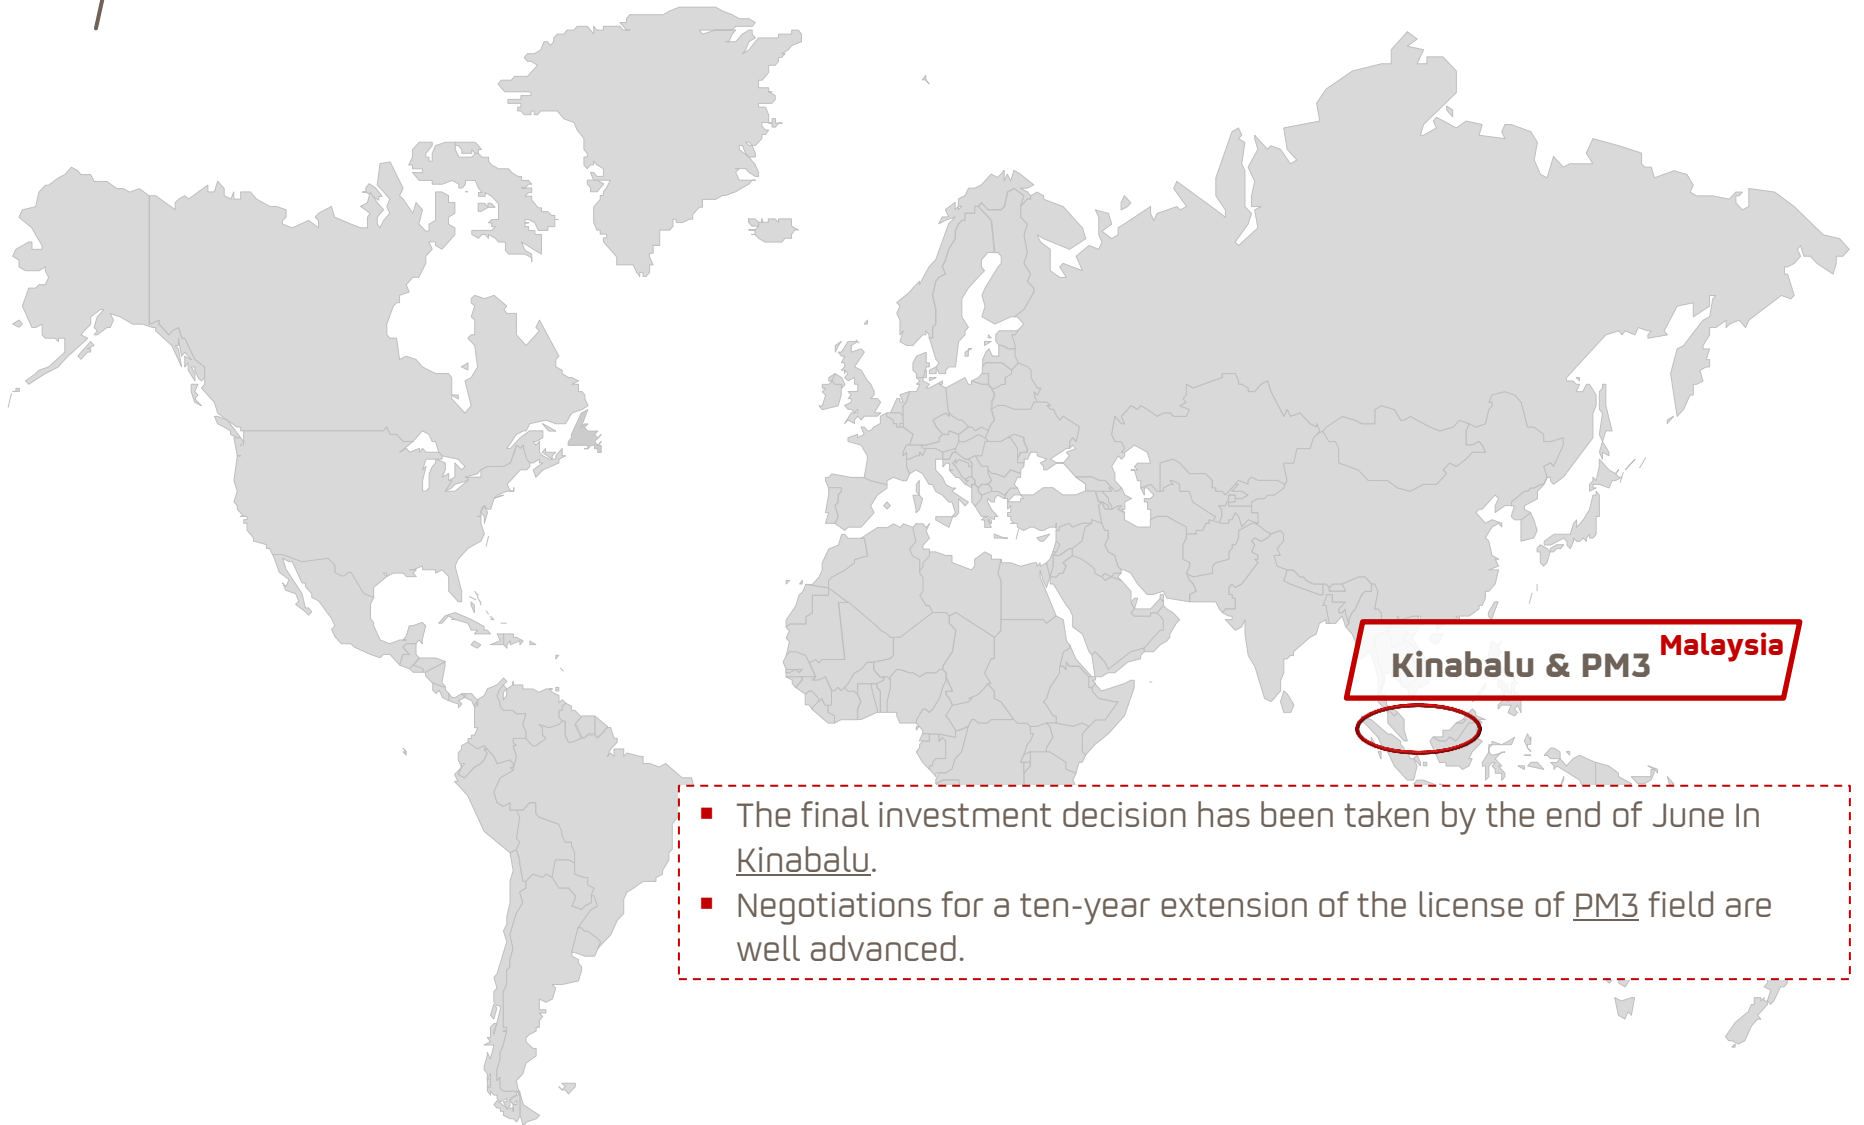 Malaysia
Kinabalu & PM3
The final investment decision has been taken by the end of June In
Kinabalu.
Negotiations for a ten-year extension of the license of PM3 field are
well advanced.